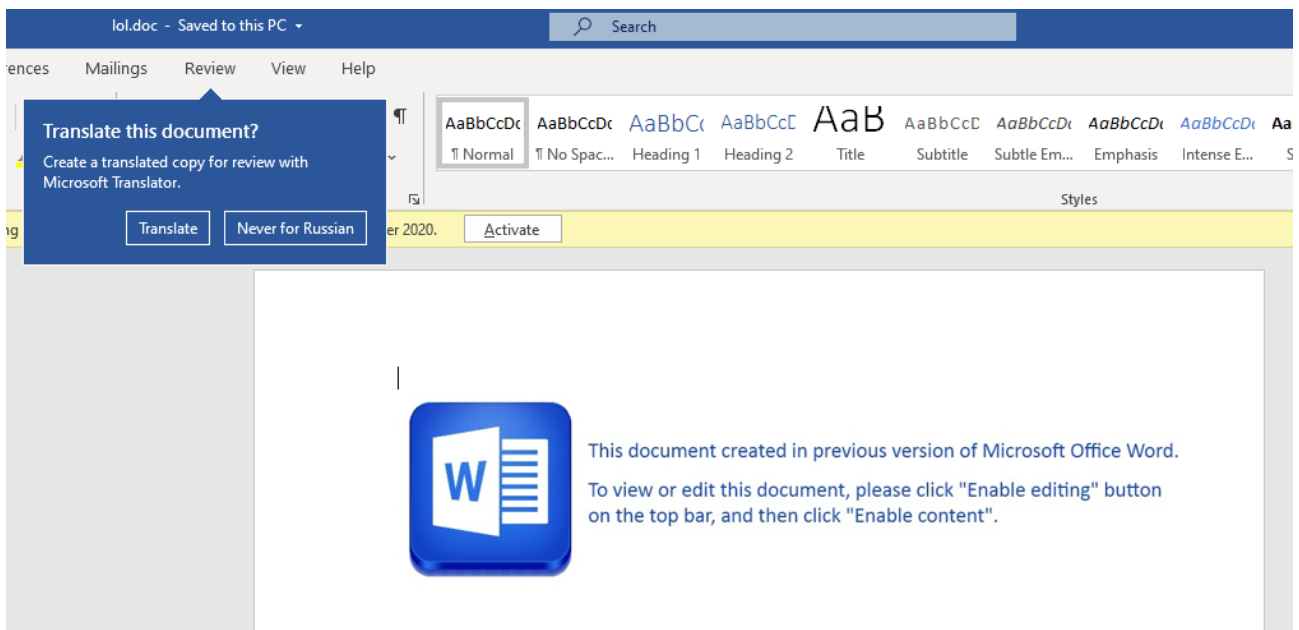 lol.doc - Saved to this PC
Search
rences Mailings Review View Help
Translate this document?
Create a translated copy for review with
Microsoft Translator.
Translate Never for Russian
¶
AaBbCcDc AaBbCcDc AaBbCc AaBbCcD AaB AaBbCcD AaBbCcDc AaBbCcDc AaBbCcDc Aa
¶ Normal ¶ No Spac... Heading 1 Heading 2 Title Subtitle Subtle Em... Emphasis Intense E... S
Styles
ng er 2020. Activate
W
This document created in previous version of Microsoft Office Word.
To view or edit this document, please click "Enable editing" button
on the top bar, and then click "Enable content".